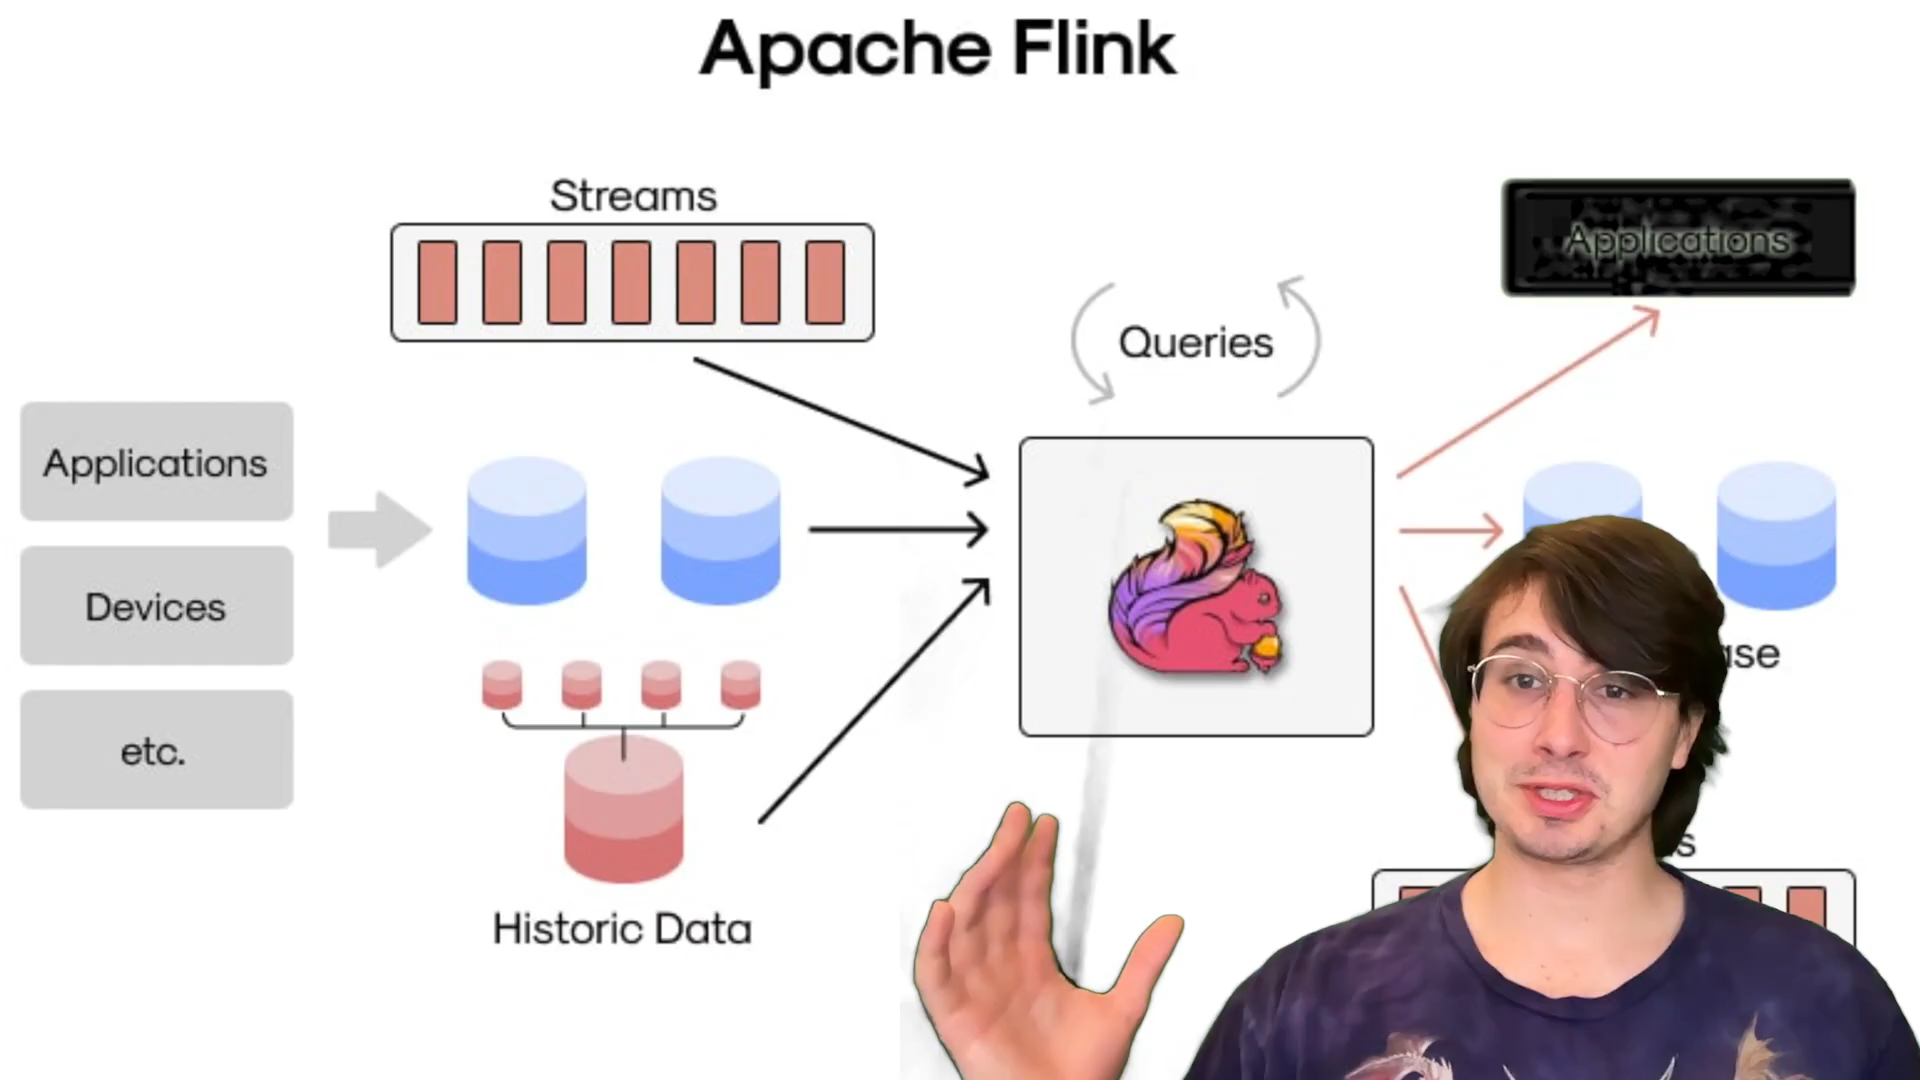 Apache Flink
Streams
Applications
Queries
Applications
Devices
etc.
Historic Data